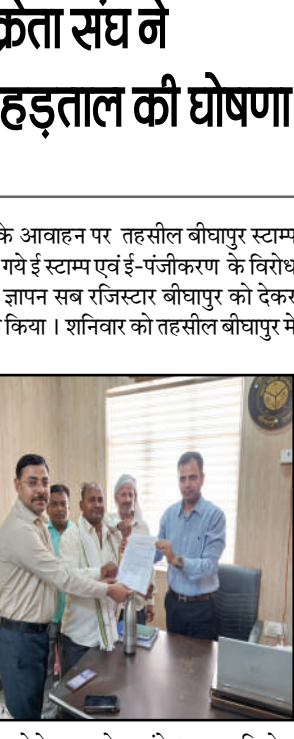 क्रेता संघ ने
हड़ताल की घोषणा
के आवाहन पर तहसील बीघापुर स्टाम्प
गये ई स्टाम्प एवं ई-पंजीकरण के विरोध
ज्ञापन सब रजिस्टार बीघापुर को देकर
किया । शनिवार को तहसील बीघापुर में